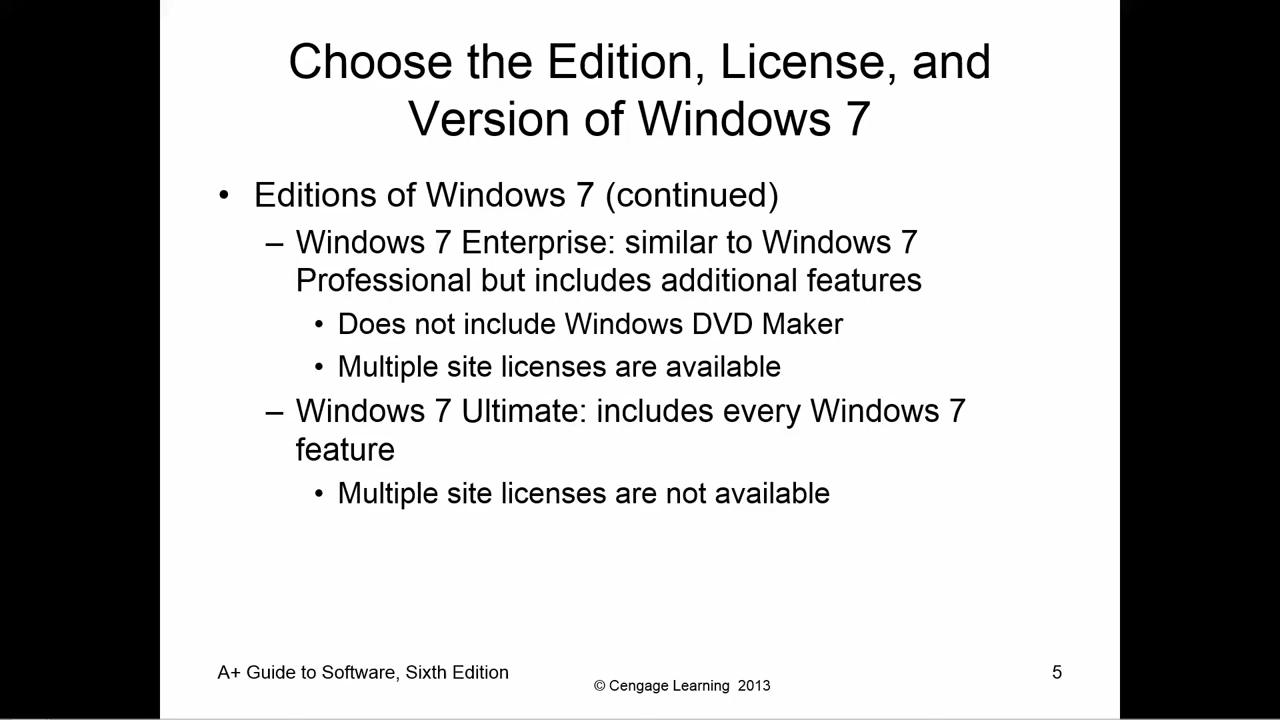 Choose the Edition, License, and
Version of Windows 7
• Editions of Windows 7 (continued)
– Windows 7 Enterprise: similar to Windows 7
Professional but includes additional features
• Does not include Windows DVD Maker
• Multiple site licenses are available
– Windows 7 Ultimate: includes every Windows 7
feature
• Multiple site licenses are not available
A+ Guide to Software, Sixth Edition
© Cengage Learning 2013
5